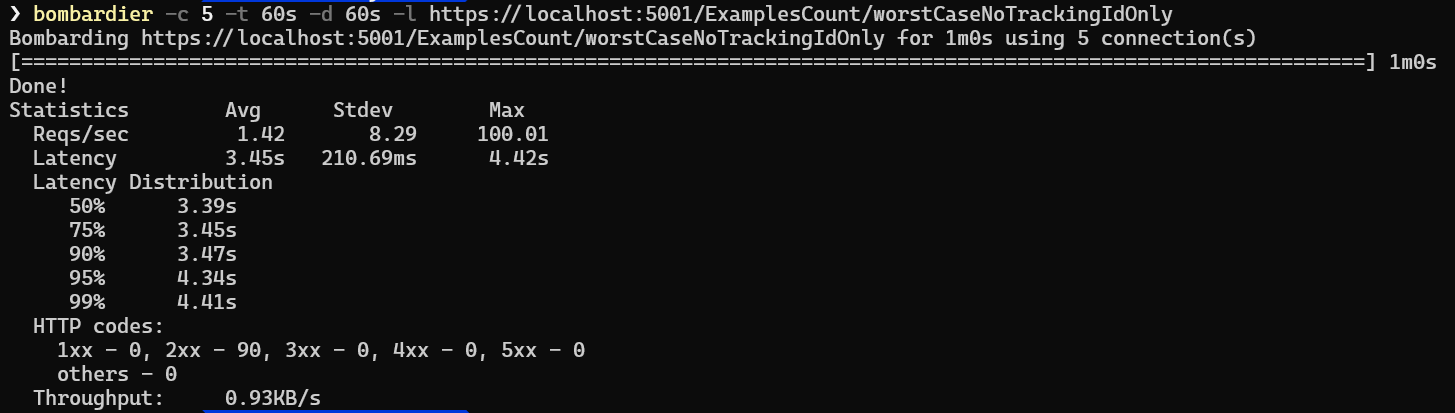 ❯ bombardier -c 5 -t 60s -d 60s -l https://localhost:5001/ExamplesCount/worstCaseNoTrackingIdOnly
Bombarding https://localhost:5001/ExamplesCount/worstCaseNoTrackingIdOnly for 1m0s using 5 connection(s)
[================================================================================================================] 1m0s
Done!
Statistics        Avg      Stdev        Max
  Reqs/sec         1.42       8.29     100.01
  Latency         3.45s   210.69ms      4.42s
  Latency Distribution
     50%      3.39s
     75%      3.45s
     90%      3.47s
     95%      4.34s
     99%      4.41s
  HTTP codes:
    1xx - 0, 2xx - 90, 3xx - 0, 4xx - 0, 5xx - 0
    others - 0
  Throughput:     0.93KB/s